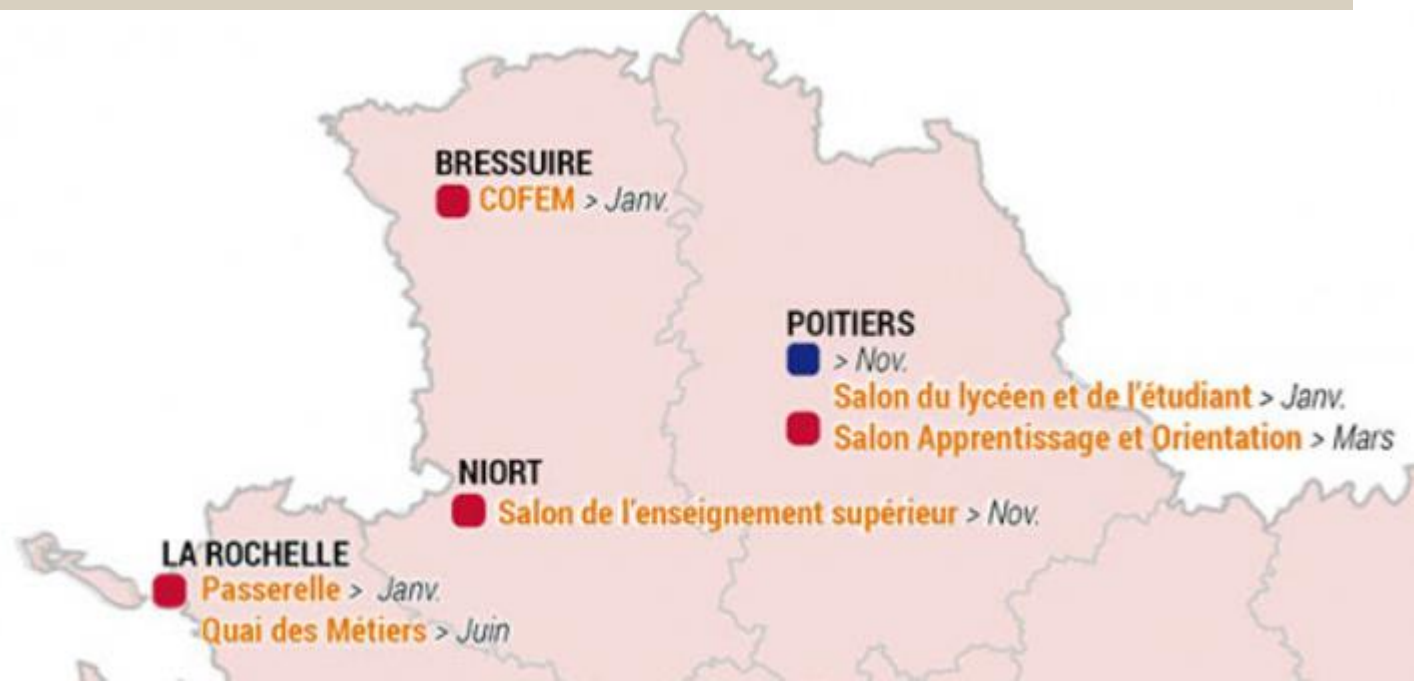 BRESSUIRE
COFEM > Janv.
POITIERS
> Nov.
Salon du lycéen et de l'étudiant > Janv.
Salon Apprentissage et Orientation > Mars
NIORT
Salon de l'enseignement supérieur > Nov.
LA ROCHELLE
Passerelle > Janv.
Quai des Métiers > Juin